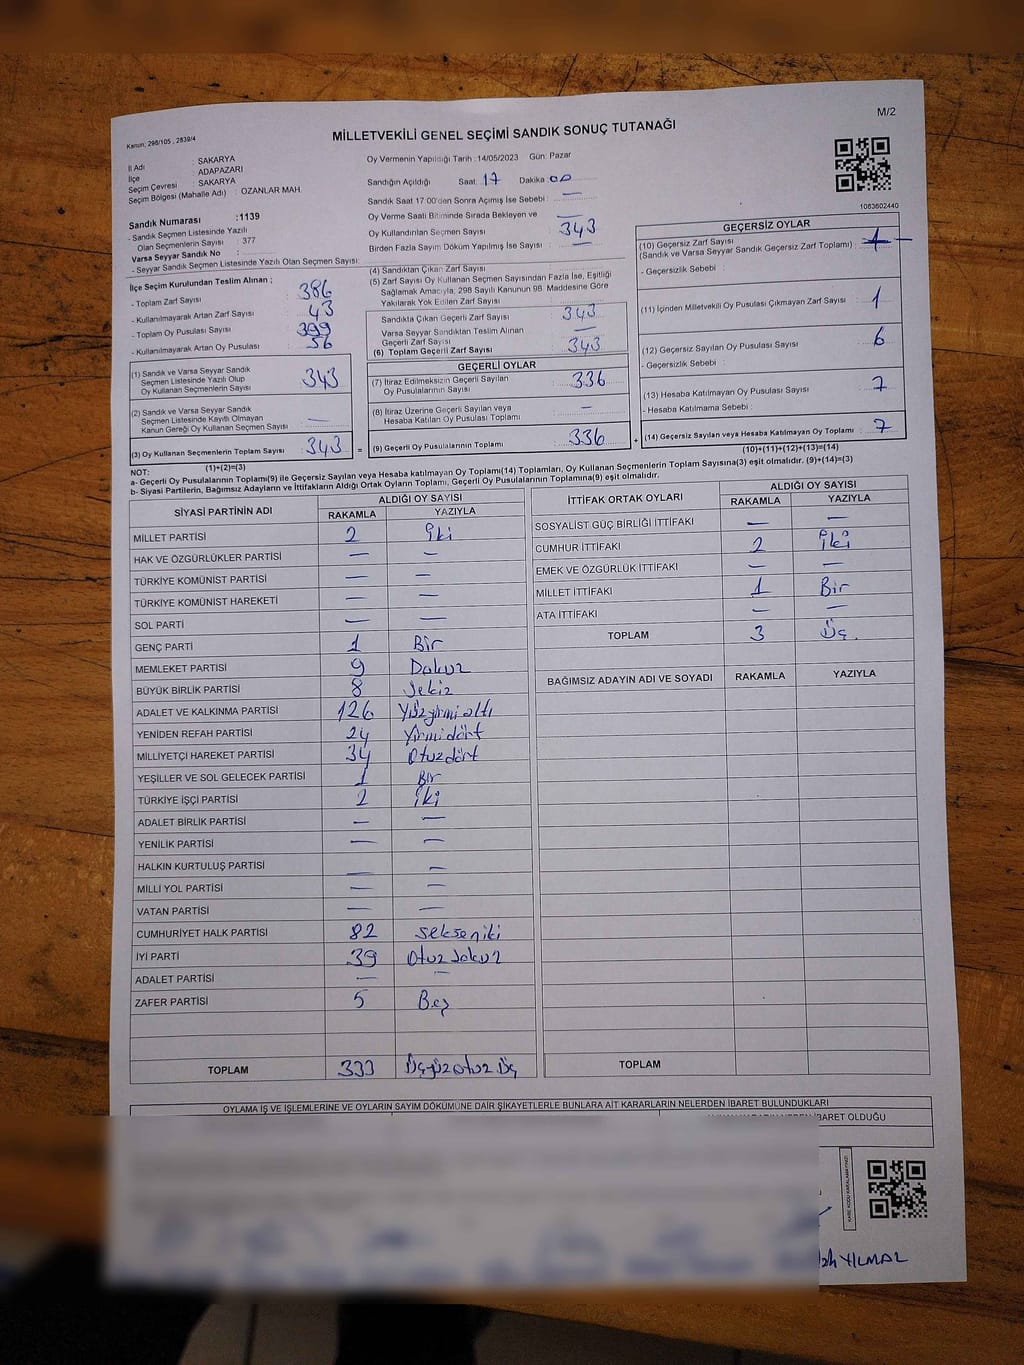 M/2
Kanun: 298/105 , 2839/4
MİLLETVEKİLİ GENEL SEÇİMİ SANDIK SONUÇ TUTANAĞI
İl Adı : SAKARYA
İlçe : ADAPAZARI
Seçim Çevresi : SAKARYA
Seçim Bölgesi (Mahalle Adı) : OZANLAR MAH.
Sandık Numarası :1139
- Sandık Seçmen Listesinde Yazılı
Olan Seçmenlerin Sayısı : 377
Varsa Seyyar Sandık No :
- Seyyar Sandık Seçmen Listesinde Yazılı Olan Seçmen Sayısı:
Oy Vermenin Yapıldığı Tarih : 14/05/2023 Gün: Pazar
Sandığın Açıldığı Saat: 17 Dakika: 00
Sandık Saat 17:00'den Sonra Açılmış İse Sebebi : —
Oy Verme Saati Bitiminde Sırada Bekleyen ve —
Oy Kullandırılan Seçmen Sayısı : 343
Birden Fazla Sayım Döküm Yapılmış İse Sayısı : —
1083602440
İlçe Seçim Kurulundan Teslim Alınan ;
- Toplam Zarf Sayısı : 386
- Kullanılmayarak Artan Zarf Sayısı : 43
- Toplam Oy Pusulası Sayısı : 399
- Kullanılmayarak Artan Oy Pusulası : 56
(1) Sandık ve Varsa Seyyar Sandık
Seçmen Listesinde Yazılı Olup
Oy Kullanan Seçmenlerin Sayısı : 343
(2) Sandık ve Varsa Seyyar Sandık
Seçmen Listesinde Kayıtlı Olmayan
Kanun Gereği Oy Kullanan Seçmen Sayısı : —
(3) Oy Kullanan Seçmenlerin Toplam Sayısı : 343
(1)+(2)=(3)
(4) Sandıktan Çıkan Zarf Sayısı :
(5) Zarf Sayısı Oy Kullanan Seçmen Sayısından Fazla İse, Eşitliği
Sağlamak Amacıyla, 298 Sayılı Kanunun 98. Maddesine Göre
Yakılarak Yok Edilen Zarf Sayısı :
Sandıkta Çıkan Geçerli Zarf Sayısı : 343
Varsa Seyyar Sandıktan Teslim Alınan
Geçerli Zarf Sayısı : —
(6) Toplam Geçerli Zarf Sayısı : 343
GEÇERLİ OYLAR
(7) İtiraz Edilmeksizin Geçerli Sayılan
Oy Pusulalarının Sayısı : 336
(8) İtiraz Üzerine Geçerli Sayılan veya
Hesaba Katılan Oy Pusulası Toplamı : —
(9) Geçerli Oy Pusulalarının Toplamı : 336
GEÇERSİZ OYLAR
(10) Geçersiz Zarf Sayısı
(Sandık ve Varsa Seyyar Sandık Geçersiz Zarf Toplamı) : 1 —
- Geçersizlik Sebebi :
(11) İçinden Milletvekili Oy Pusulası Çıkmayan Zarf Sayısı : 1
(12) Geçersiz Sayılan Oy Pusulası Sayısı : 6
- Geçersizlik Sebebi :
(13) Hesaba Katılmayan Oy Pusulası Sayısı : 7
- Hesaba Katılmama Sebebi :
(14) Geçersiz Sayılan veya Hesaba Katılmayan Oy Toplamı : 7
(10)+(11)+(12)+(13)=(14)
NOT:
a- Geçerli Oy Pusulalarının Toplamı(9) ile Geçersiz Sayılan veya Hesaba katılmayan Oy Toplamı(14) Toplamları, Oy Kullanan Seçmenlerin Toplam Sayısına(3) eşit olmalıdır. (9)+(14)=(3)
b- Siyasi Partilerin, Bağımsız Adayların ve İttifakların Aldığı Ortak Oyların Toplamı, Geçerli Oy Pusulalarının Toplamına(9) eşit olmalıdır.
SİYASİ PARTİNİN ADI ALDIĞI OY SAYISI
RAKAMLA YAZIYLA
MİLLET PARTİSİ 2 İki
HAK VE ÖZGÜRLÜKLER PARTİSİ — —
TÜRKİYE KOMÜNİST PARTİSİ — —
TÜRKİYE KOMÜNİST HAREKETİ — —
SOL PARTİ — —
GENÇ PARTİ 1 Bir
MEMLEKET PARTİSİ 9 Dokuz
BÜYÜK BİRLİK PARTİSİ 8 Sekiz
ADALET VE KALKINMA PARTİSİ 126 Yüzyirmialtı
YENİDEN REFAH PARTİSİ 24 Yirmidört
MİLLİYETÇİ HAREKET PARTİSİ 34 Otuzdört
YEŞİLLER VE SOL GELECEK PARTİSİ 1 Bir
TÜRKİYE İŞÇİ PARTİSİ 2 İki
ADALET BİRLİK PARTİSİ — —
YENİLİK PARTİSİ — —
HALKIN KURTULUŞ PARTİSİ — —
MİLLİ YOL PARTİSİ — —
VATAN PARTİSİ — —
CUMHURİYET HALK PARTİSİ 82 Sekseniki
İYİ PARTİ 39 Otuzdokuz
ADALET PARTİSİ — —
ZAFER PARTİSİ 5 Beş
TOPLAM 333 Üçyüzotuz Üç
İTTİFAK ORTAK OYLARI ALDIĞI OY SAYISI
RAKAMLA YAZIYLA
SOSYALİST GÜÇ BİRLİĞİ İTTİFAKI — —
CUMHUR İTTİFAKI 2 İki
EMEK VE ÖZGÜRLÜK İTTİFAKI — —
MİLLET İTTİFAKI 1 Bir
ATA İTTİFAKI — —
TOPLAM 3 Üç.
BAĞIMSIZ ADAYIN ADI VE SOYADI RAKAMLA YAZIYLA
TOPLAM
OYLAMA İŞ VE İŞLEMLERİNE VE OYLARIN SAYIM DÖKÜMÜNE DAİR ŞİKAYETLERLE BUNLARA AİT KARARLARIN NELERDEN İBARET BULUNDUKLARI
İBARET OLDUĞU
YILMAZ